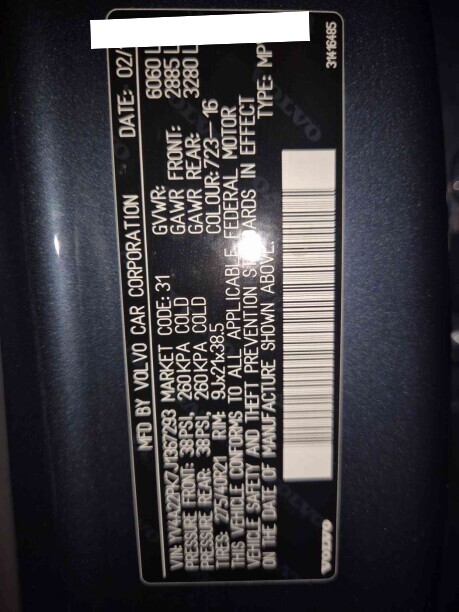 MFD BY VOLVO CAR CORPORATION DATE: 02/
VIN: YV4A22PK7J1367293 MARKET CODE: 31 GVWR: 6060 L
PRESSURE FRONT: 38PSI, 260KPA COLD GAWR FRONT: 2885 L
PRESSURE REAR: 38PSI, 260KPA COLD GAWR REAR: 3280 L
TIRES: 275/40R21 RIM: 9Jx21x38,5 COLOUR: 723—16
THIS VEHICLE CONFORMS TO ALL APPLICABLE FEDERAL MOTOR
VEHICLE SAFETY AND THEFT PREVENTION STANDARDS IN EFFECT
ON THE DATE OF MANUFACTURE SHOWN ABOVE. TYPE: MP
VOLVO 31416485